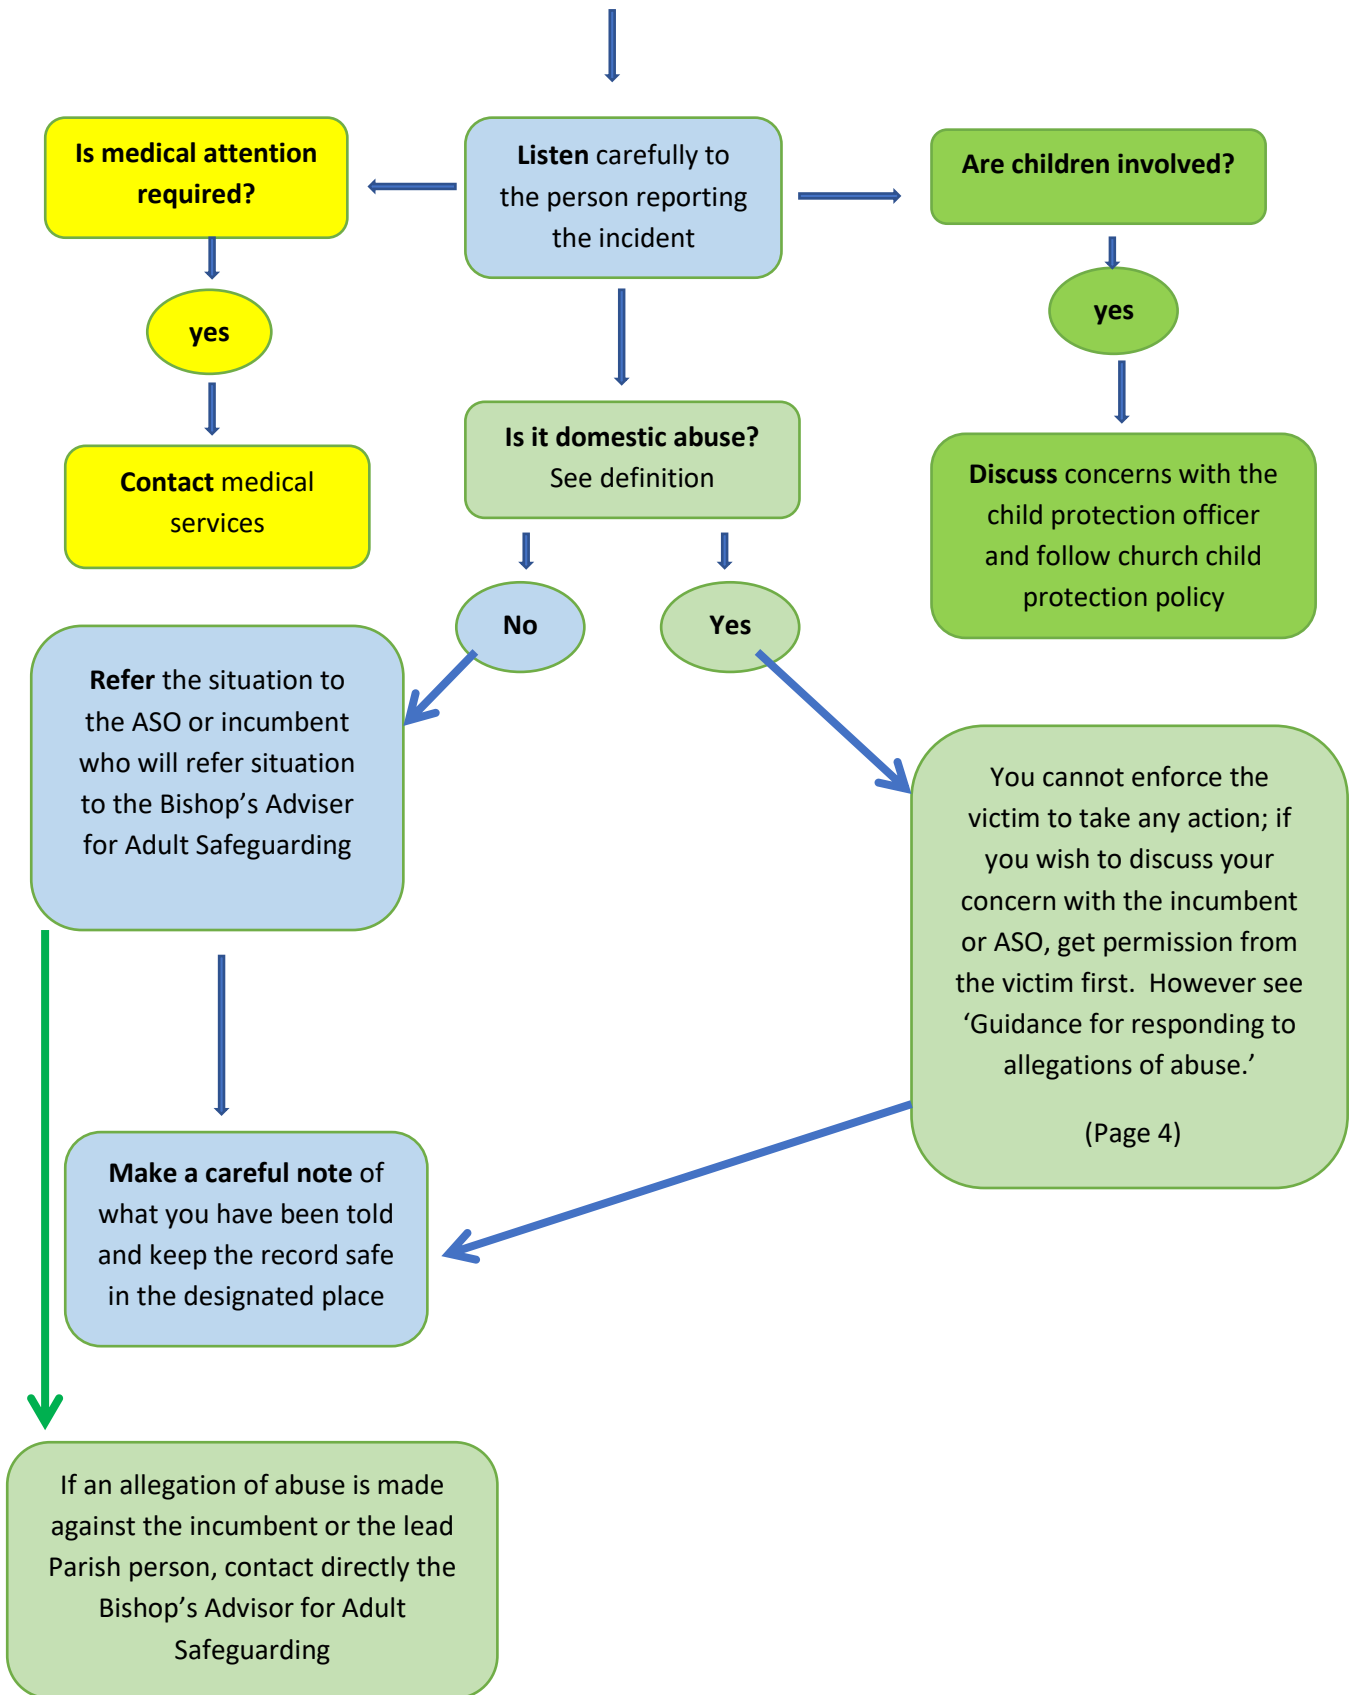 Is medical attention
required?
Listen carefully to
the person reporting
the incident
Are children involved?
yes
yes
Contact medical
services
Is it domestic abuse?
See definition
Discuss concerns with the
child protection officer
and follow church child
protection policy
No
Yes
Refer the situation to
the ASO or incumbent
who will refer situation
to the Bishop’s Adviser
for Adult Safeguarding
You cannot enforce the
victim to take any action; if
you wish to discuss your
concern with the incumbent
or ASO, get permission from
the victim first.  However see
‘Guidance for responding to
allegations of abuse.’
(Page 4)
Make a careful note of
what you have been told
and keep the record safe
in the designated place
If an allegation of abuse is made
against the incumbent or the lead
Parish person, contact directly the
Bishop’s Advisor for Adult
Safeguarding